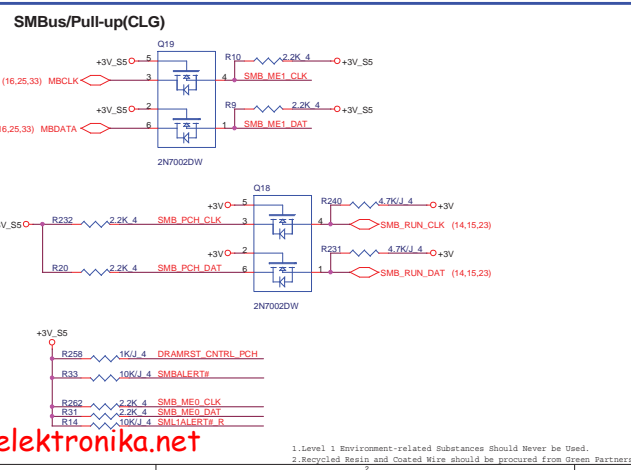 SMBus/Pull-up(CLG)
Q19
+3V_S5 5 R10 2.2K_4 +3V_S5
(16,25,33) MBCLK 3 4 SMB_ME1_CLK
+3V_S5 2 R9 2.2K_4 +3V_S5
6,25,33) MBDATA 6 1 SMB_ME1_DAT
2N7002DW
Q18
+3V 5 R240 4.7K/J_4 +3V
V_S5 R232 2.2K_4 SMB_PCH_CLK 3 4 SMB_RUN_CLK (14,15,23)
+3V 2 R231 4.7K/J_4 +3V
R20 2.2K_4 SMB_PCH_DAT 6 1 SMB_RUN_DAT (14,15,23)
2N7002DW
+3V_S5
R258 1K/J_4 DRAMRST_CNTRL_PCH
R33 10K/J_4 SMBALERT#
R262 2.2K_4 SMB_ME0_CLK
R31 2.2K_4 SMB_ME0_DAT
R14 10K/J_4 SML1ALERT#_R
elektronika.net
1.Level 1 Environment-related Substances Should Never be Used.
2.Recycled Resin and Coated Wire should be procured from Green Partners
2